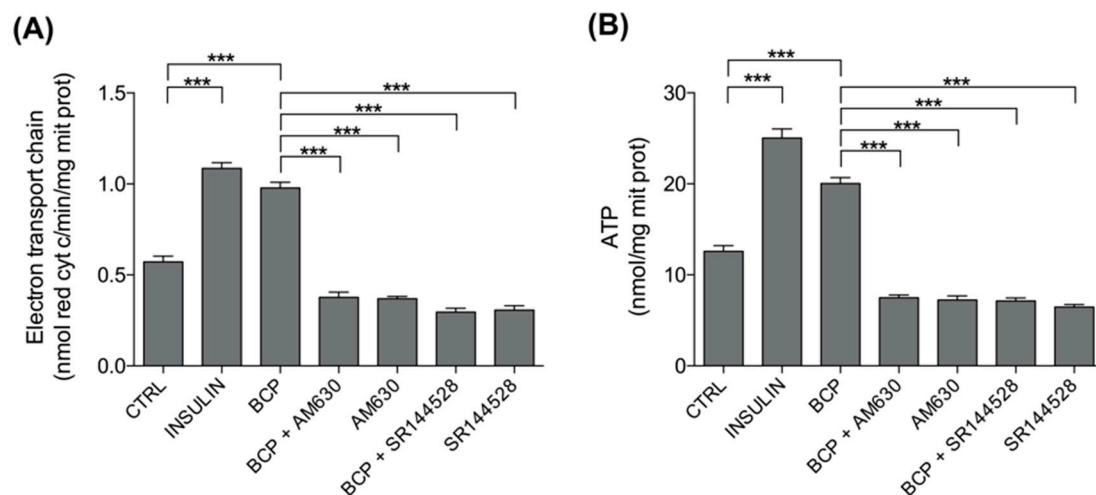 (A)
Electron transport chain
(nmol red cyt c/min/mg mit prot)
1.5
1.0
0.5
0.0
***
***
***
***
***
***
CTRL
INSULIN
BCP
BCP + AM630
AM630
BCP + SR144528
SR144528
(B)
ATP
(nmol/mg mit prot)
30
20
10
0
***
***
***
***
***
***
CTRL
INSULIN
BCP
BCP + AM630
AM630
BCP + SR144528
SR144528